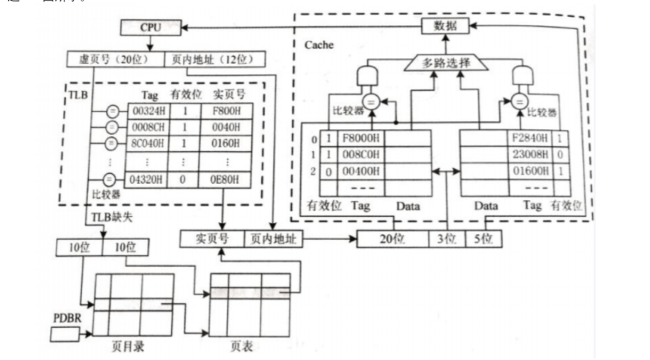 CPU
数据
Cache
虚页号（20位） 页内地址（12位）
多路选择
TLB
Tag 有效位 实页号
= 00324H 1 F800H
= 0008CH 1 0040H
= 8C040H 1 0160H
⋮ ⋮ ⋮
= 04320H 0 0E80H
比较器
比较器 = = 比较器
0 1 F8000H F2840H 1
1 1 008C0H 23008H 0
2 0 00400H 01600H 1
--- ---
有效位 Tag Data Data Tag 有效位
TLB缺失
10位 10位
实页号 页内地址
20位 3位 5位
PDBR
页目录 页表